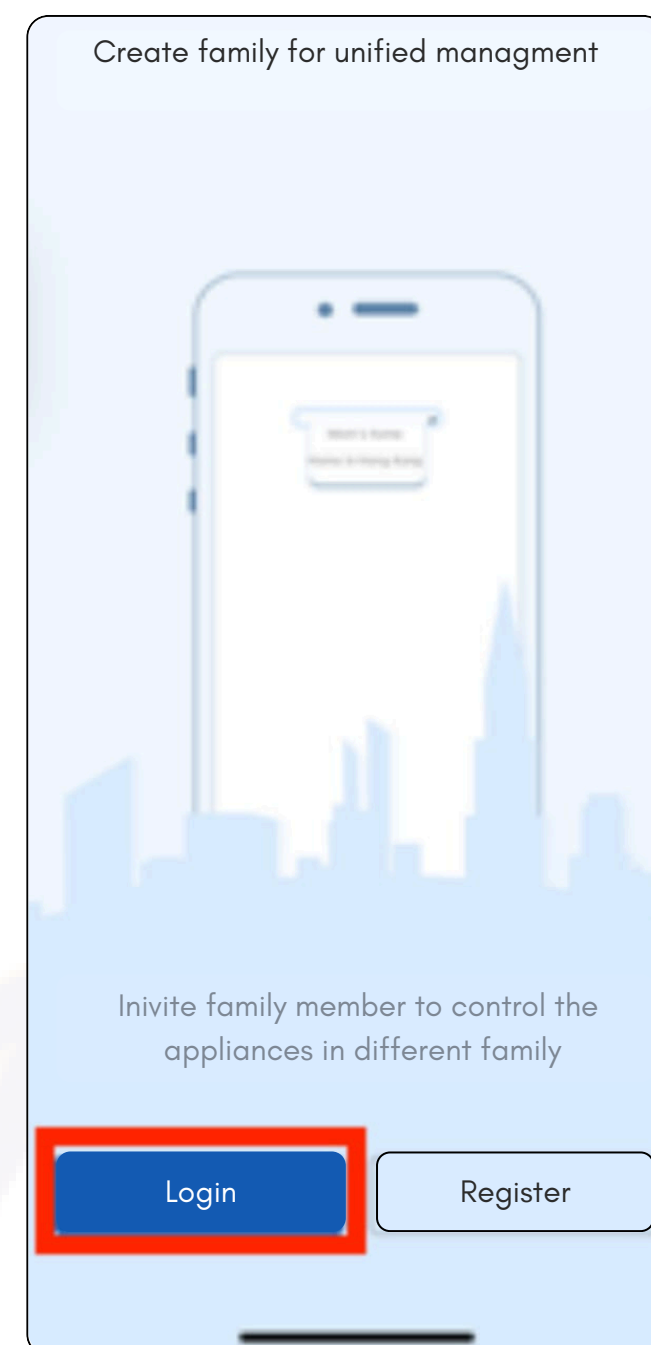 Create family for unified managment
Inivite family member to control the
appliances in different family
Login
Register